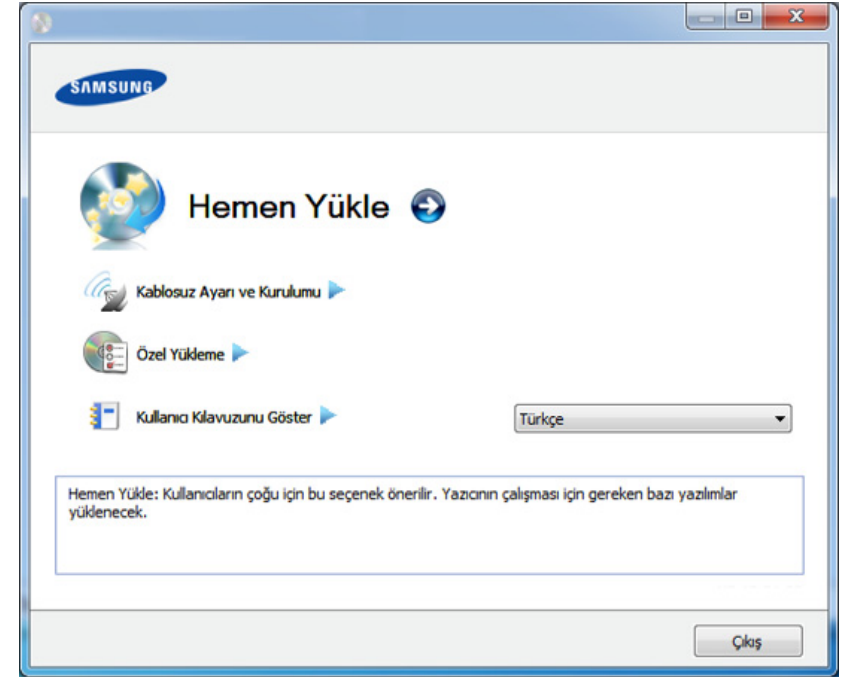 SAMSUNG
Hemen Yükle
Kablosuz Ayarı ve Kurulumu
Özel Yükleme
Kullanıcı Kılavuzunu Göster
Türkçe
Hemen Yükle: Kullanıcıların çoğu için bu seçenek önerilir. Yazıcının çalışması için gereken bazı yazılımlar
yüklenecek.
Çıkış